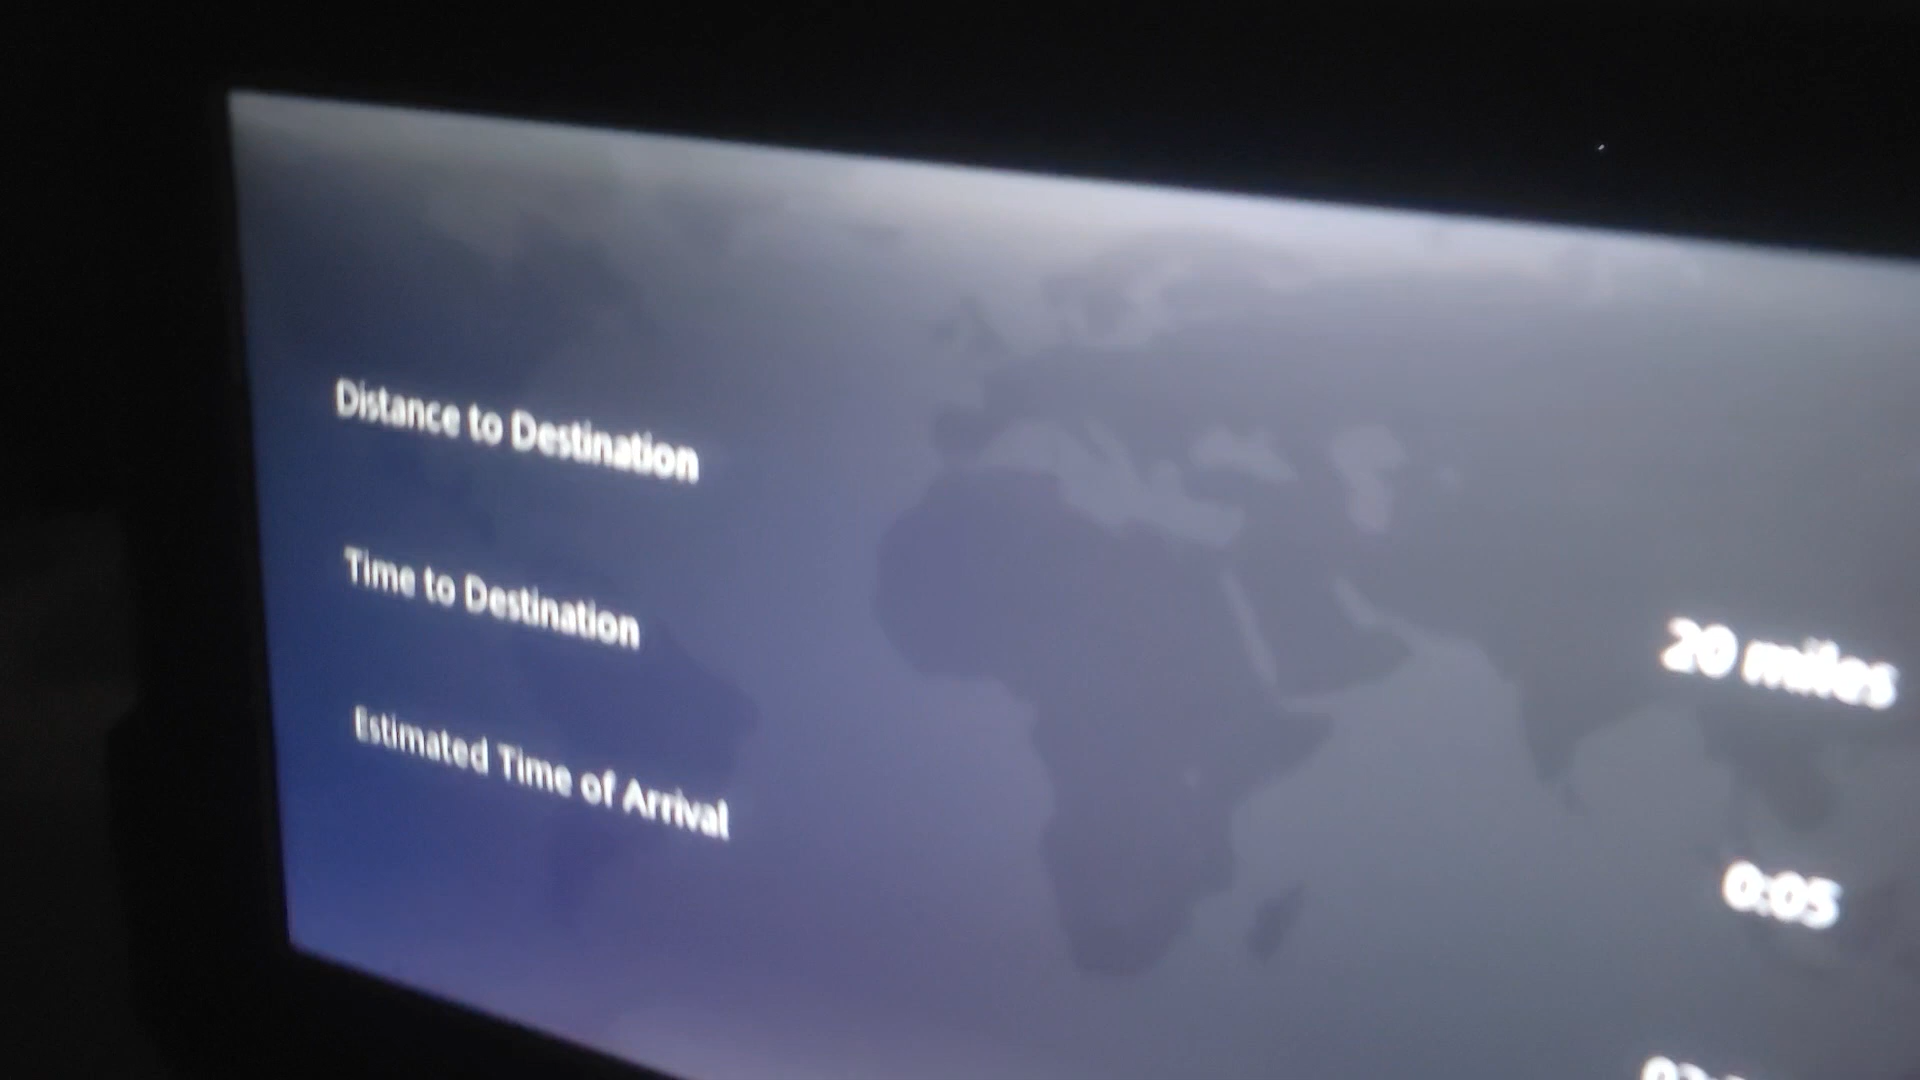 Distance to Destination
20 miles
Time to Destination
0:05
Estimated Time of Arrival